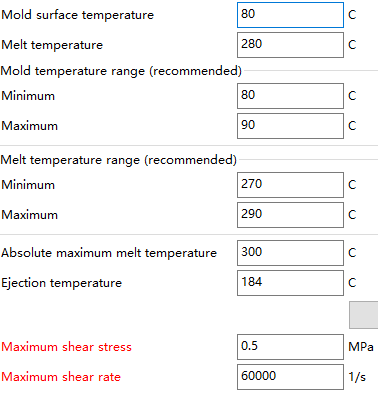 Mold surface temperature 80 C
Melt temperature 280 C
Mold temperature range (recommended)
Minimum 80 C
Maximum 90 C
Melt temperature range (recommended)
Minimum 270 C
Maximum 290 C
Absolute maximum melt temperature 300 C
Ejection temperature 184 C
Maximum shear stress 0.5 MPa
Maximum shear rate 60000 1/s